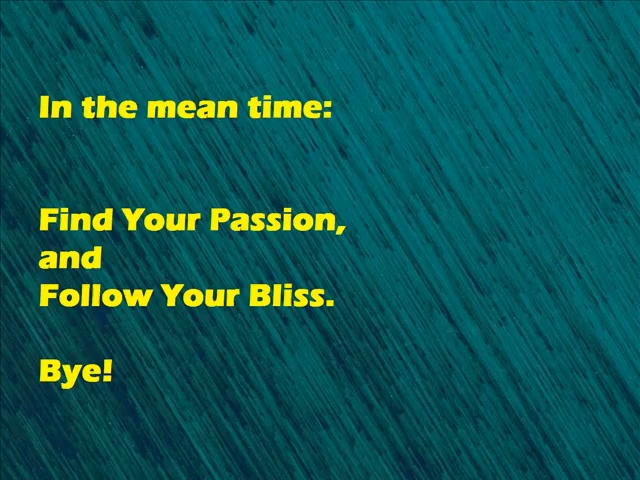 In the mean time:
Find Your Passion,
and
Follow Your Bliss.
Bye!